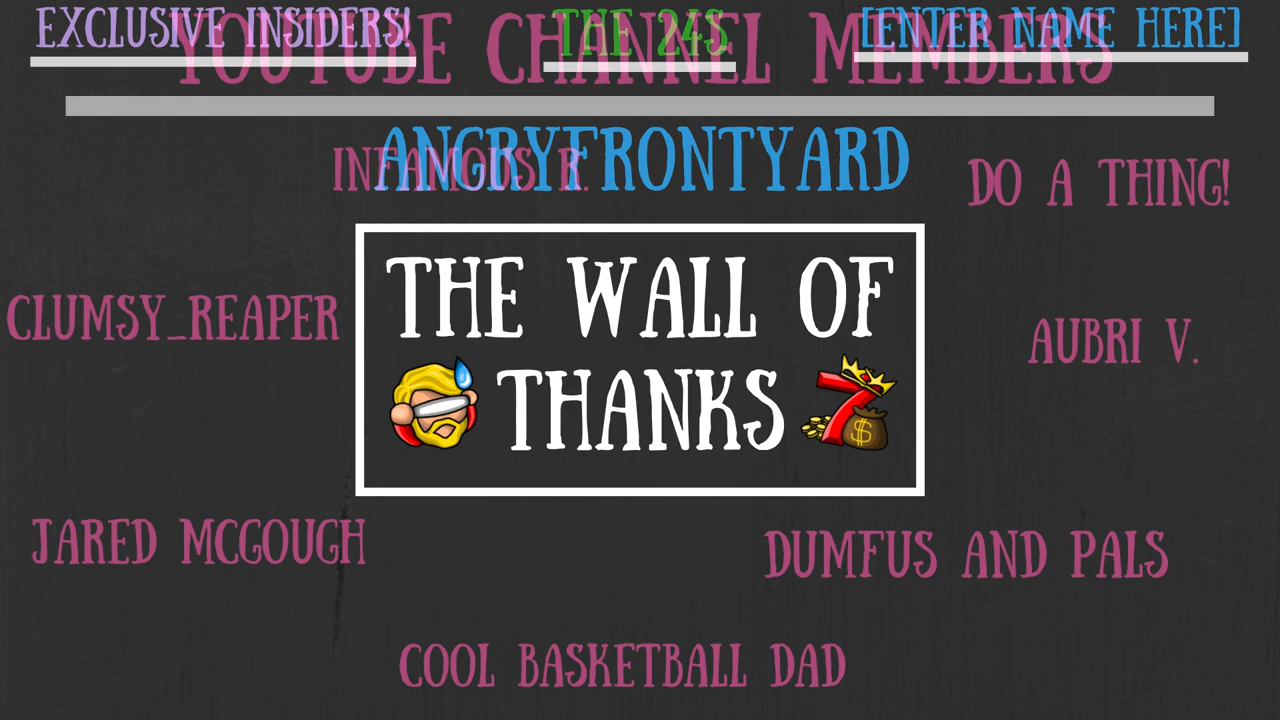 EXCLUSIVE INSIDERS!
THE 24S
[ENTER NAME HERE]
YOUTUBE CHANNEL MEMBERS
ANGRYFRONTYARD
INFAMOUS R.
DO A THING!
THE WALL OF
THANKS
CLUMSY_REAPER
AUBRI V.
JARED MCGOUGH
DUMFUS AND PALS
COOL BASKETBALL DAD